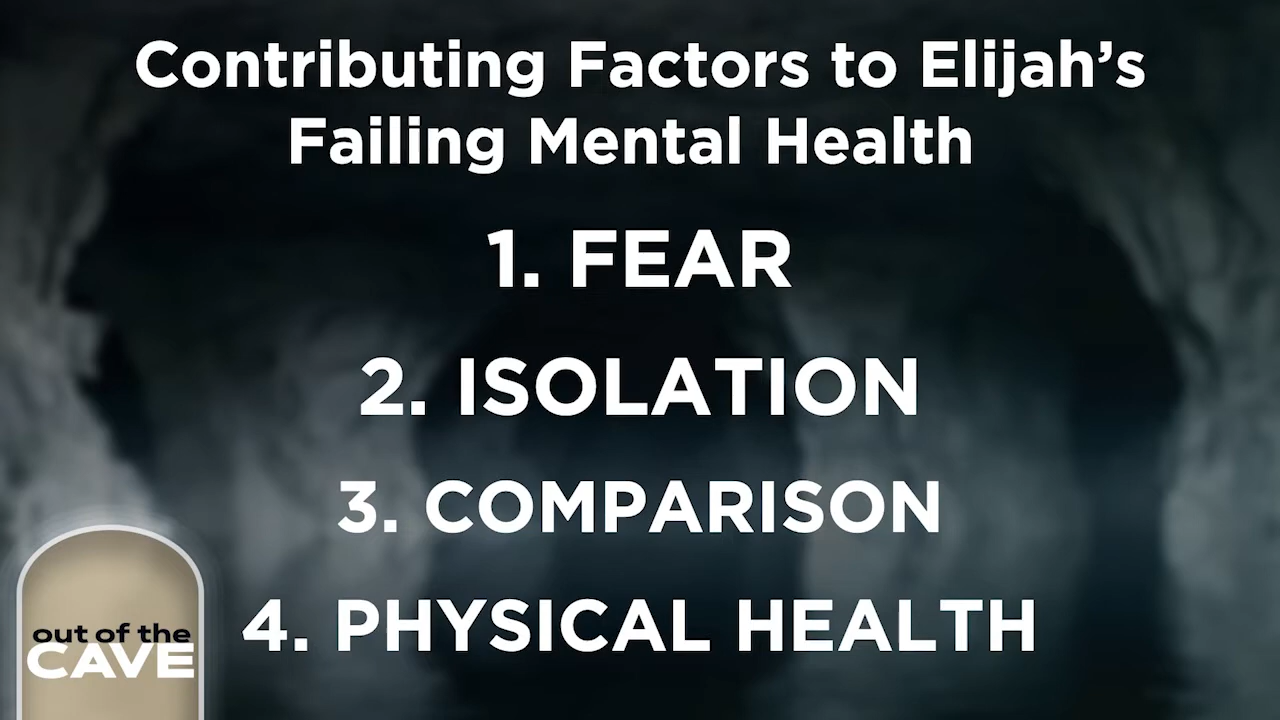 Contributing Factors to Elijah’s
Failing Mental Health
1. FEAR
2. ISOLATION
3. COMPARISON
4. PHYSICAL HEALTH
out of the
CAVE